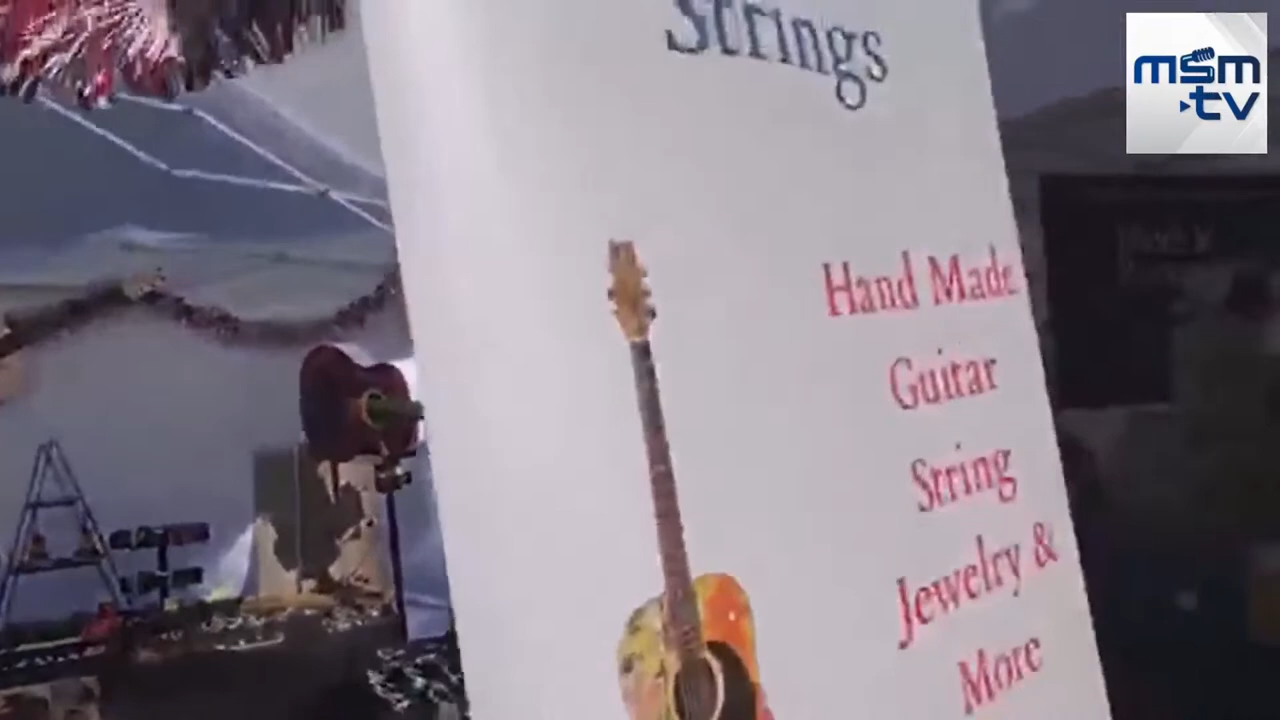 Strings
msm
tv
Hand Made
Guitar
String
Jewelry &
More